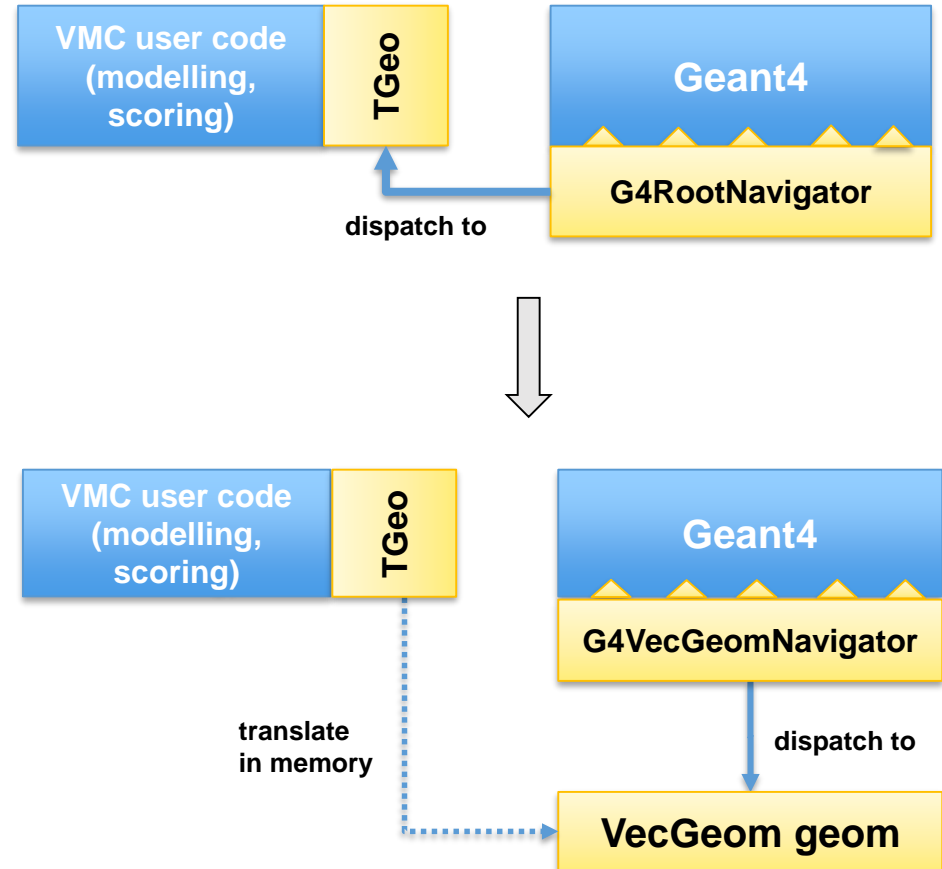 VMC user code
(modelling,
scoring)
TGeo
Geant4
G4RootNavigator
dispatch to
VMC user code
(modelling,
scoring)
TGeo
Geant4
G4VecGeomNavigator
translate
in memory
dispatch to
VecGeom geom